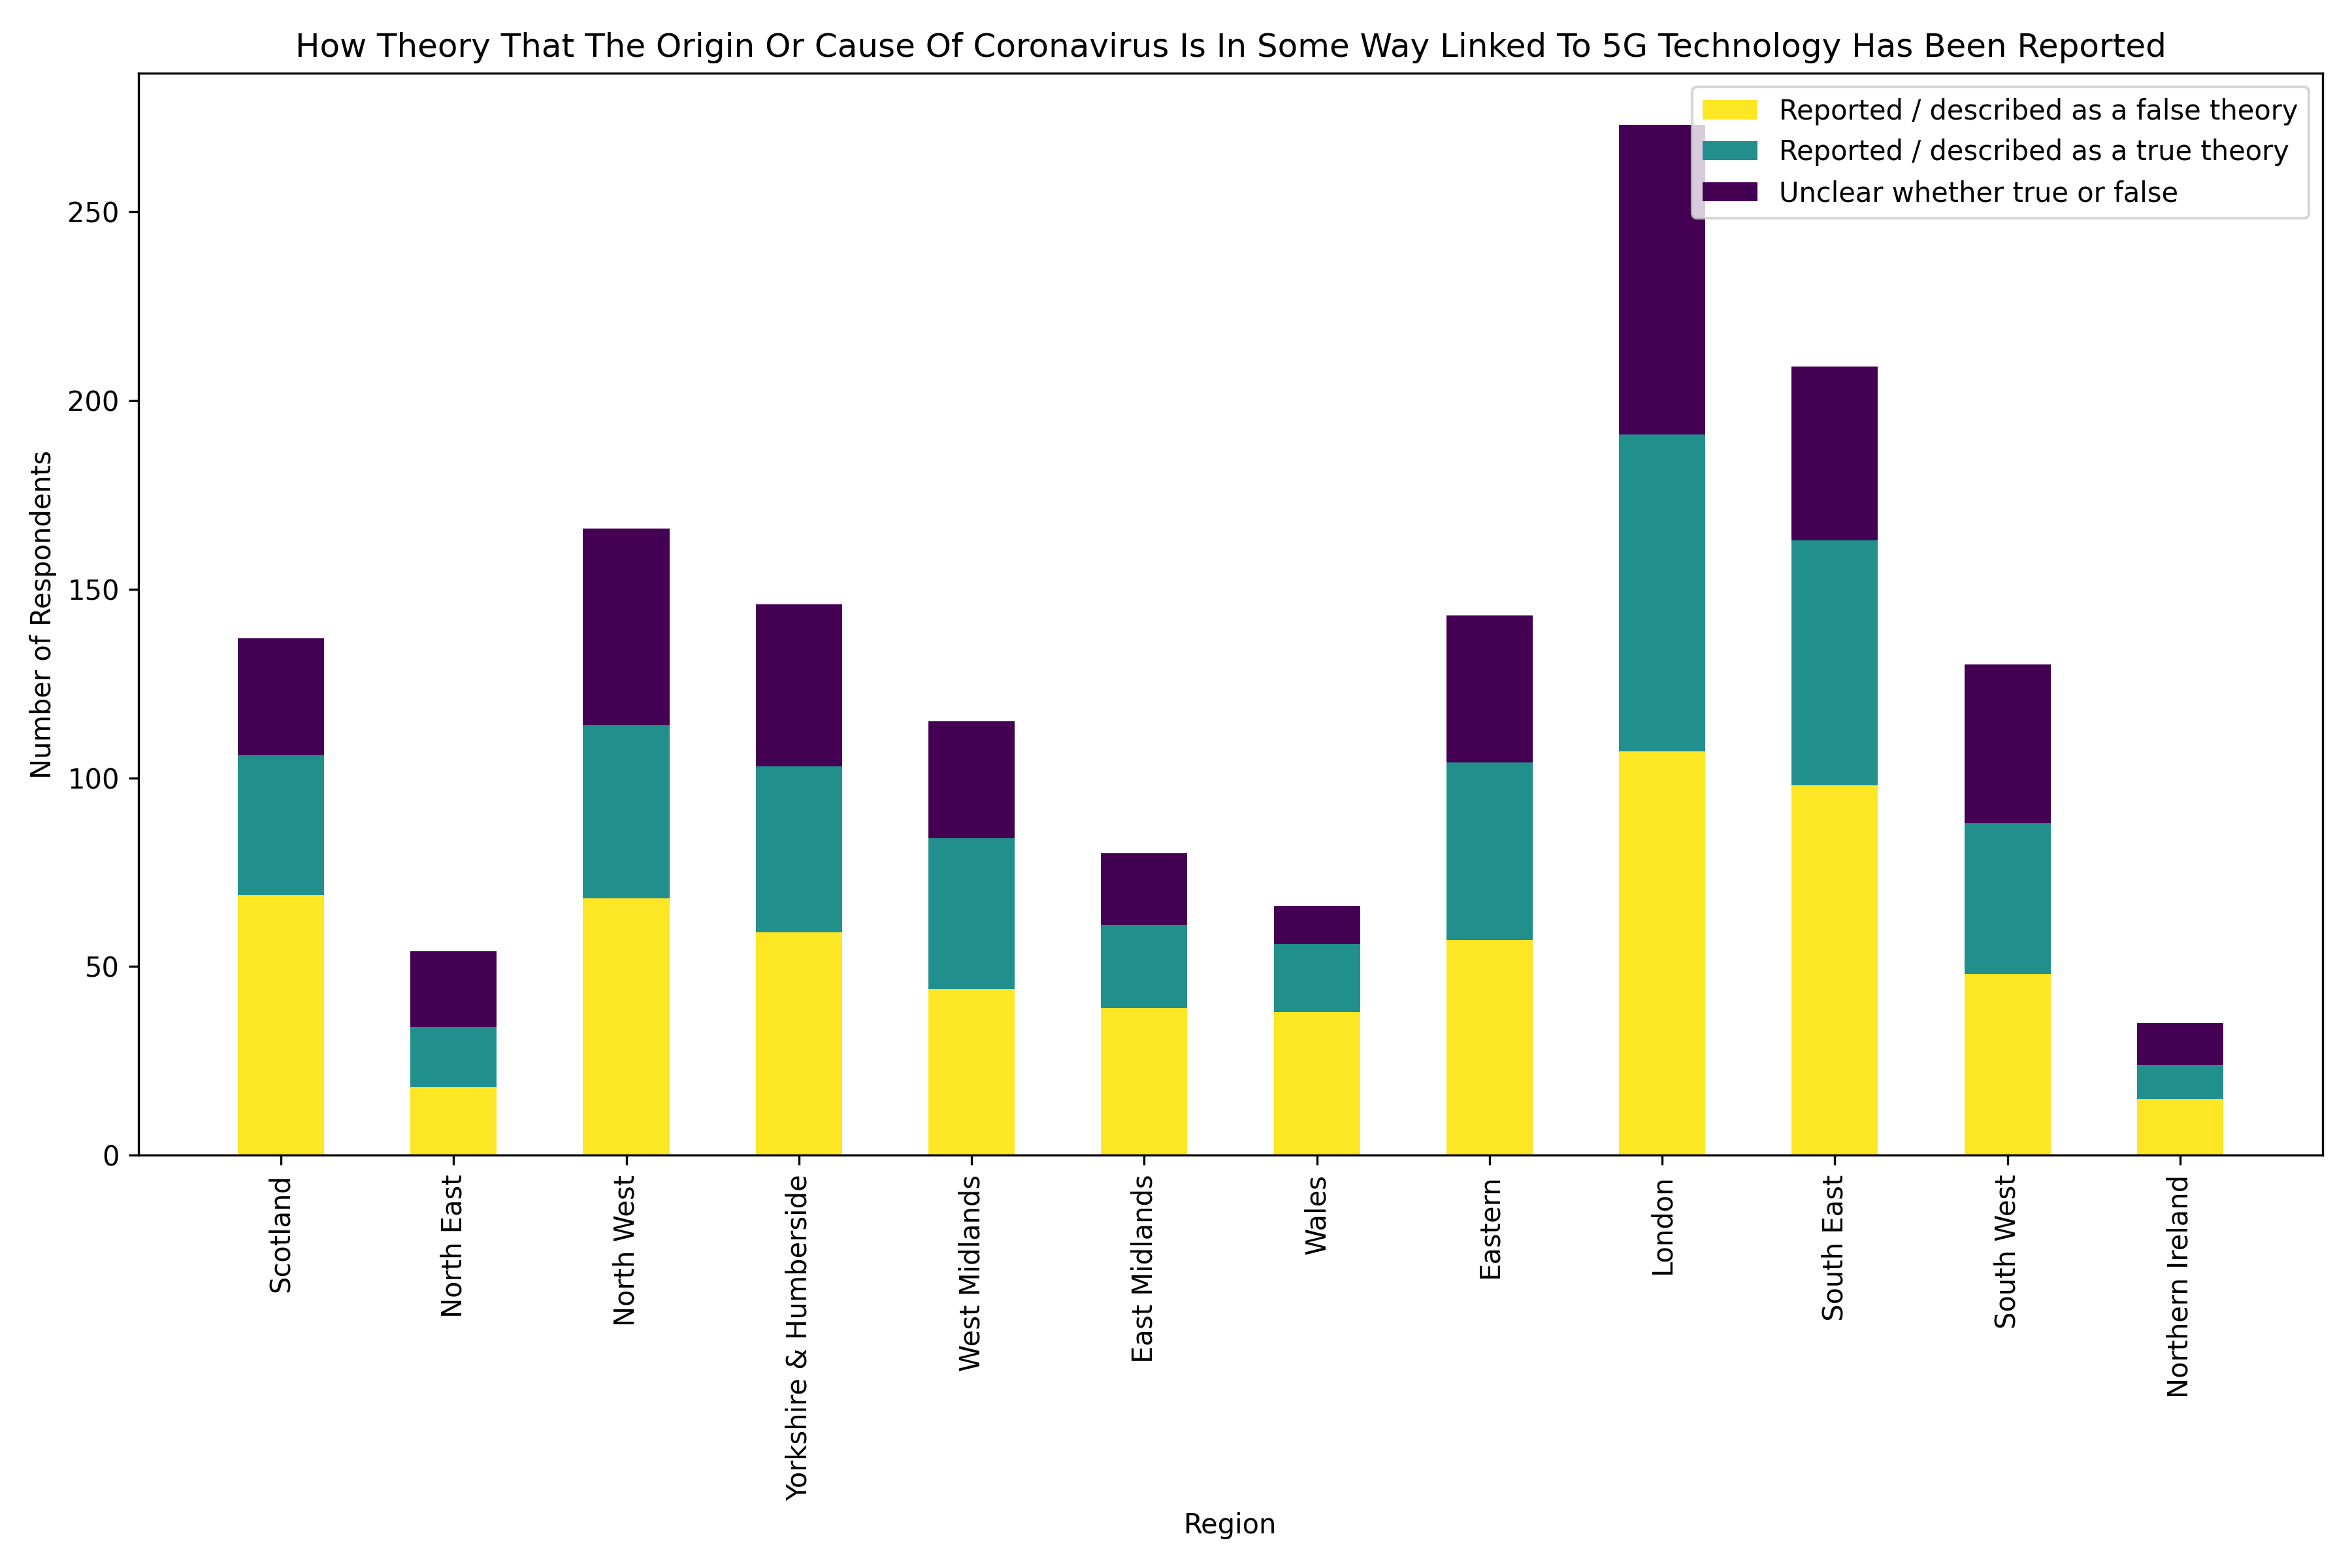 How Theory That The Origin Or Cause Of Coronavirus Is In Some Way Linked To 5G Technology Has Been Reported
Reported / described as a false theory
Reported / described as a true theory
Unclear whether true or false
Number of Respondents
250
200
150
100
50
0
Scotland
North East
North West
Yorkshire & Humberside
West Midlands
East Midlands
Wales
Eastern
London
South East
South West
Northern Ireland
Region